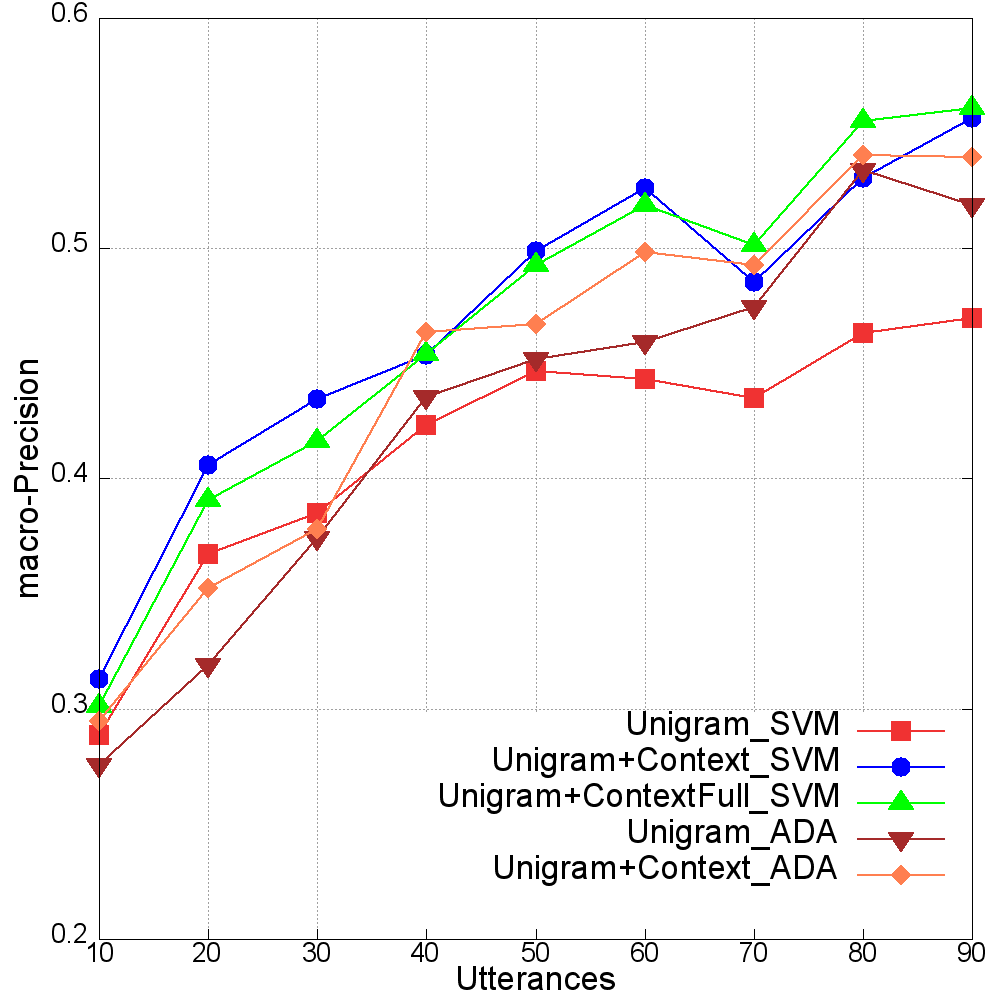 0.6
0.5
0.4
0.3
0.2
macro-Precision
10 20 30 40 50 60 70 80 90
Utterances
Unigram_SVM
Unigram+Context_SVM
Unigram+ContextFull_SVM
Unigram_ADA
Unigram+Context_ADA